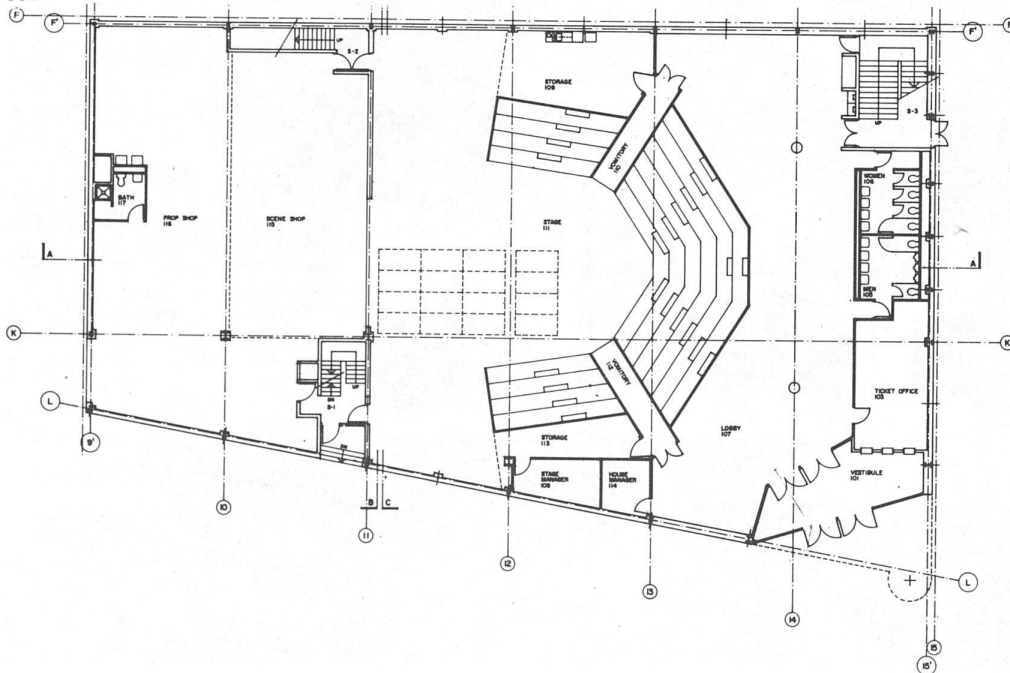 F
F'
F'
UP
S-2
STORAGE
109
UP
S-3
VOMITORY
110
WOMEN
106
BATH
117
PROP SHOP
116
SCENE SHOP
115
STAGE
111
A
A
MEN
105
K
K
UP
DN
S-1
DN
VOMITORY
112
TICKET OFFICE
103
L
LOBBY
107
9'
STORAGE
113
STAGE
MANAGER
HOUSE
MANAGER
114
VESTIBULE
101
10
B
C
11
12
13
14
L
15
15'